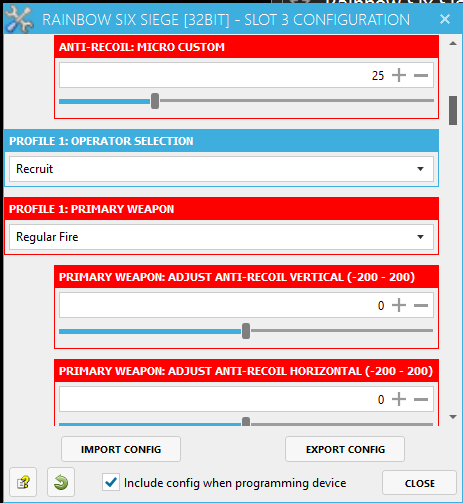 RAINBOW SIX SIEGE [32BIT] - SLOT 3 CONFIGURATION
ANTI-RECOIL: MICRO CUSTOM
25
PROFILE 1: OPERATOR SELECTION
Recruit
PROFILE 1: PRIMARY WEAPON
Regular Fire
PRIMARY WEAPON: ADJUST ANTI-RECOIL VERTICAL (-200 - 200)
0
PRIMARY WEAPON: ADJUST ANTI-RECOIL HORIZONTAL (-200 - 200)
0
IMPORT CONFIG
EXPORT CONFIG
Include config when programming device
CLOSE